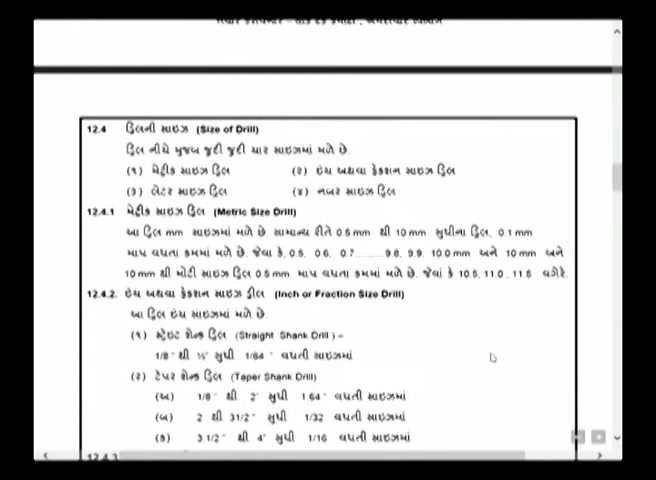 12.4 ડ્રિલની સાઇઝ (Size of Drill)
ડ્રિલ નીચે મુજબ જુદી જુદી ચાર સાઇઝમાં મળે છે.
(૧) મેટ્રીક સાઇઝ ડ્રિલ (૨) ઇંચ અથવા ફ્રેકશન સાઇઝ ડ્રિલ
(૩) લેટર સાઇઝ ડ્રિલ (૪) નંબર સાઇઝ ડ્રિલ
12.4.1 મેટ્રીક સાઇઝ ડ્રિલ (Metric Size Drill)
આ ડ્રિલ mm સાઇઝમાં મળે છે. સામાન્ય રીતે 0.5 mm થી 10 mm સુધીના ડ્રિલ, 0.1 mm
માપ વધતા ક્રમમાં મળે છે. જેવા કે, 0.5, 0.6, 0.7.........9.8, 9.9, 10.0 mm અને 10 mm અને
10 mm થી મોટી સાઇઝ ડ્રિલ 0.5 mm માપ વધતા ક્રમમાં મળે છે. જેવાં કે 10.5, 11.0, 11.5 વગેરે.
12.4.2. ઇંચ અથવા ફ્રેકશન સાઇઝ ડ્રીલ (Inch or Fraction Size Drill)
આ ડ્રિલ ઇંચ સાઇઝમાં મળે છે.
(૧) સ્ટ્રેઇટ શેન્ક ડ્રિલ (Straight Shank Drill) –
1/8" થી ½" સુધી 1/64" વધતી સાઇઝમાં
(૨) ટેપર શેન્ક ડ્રિલ (Taper Shank Drill)
(અ) 1/8" થી 2" સુધી 1.64" વધતી સાઇઝમાં
(બ) 2 થી 31/2" સુધી 1/32 વધતી સાઇઝમાં
(ક) 3.1/2" થી 4" સુધી 1/16 વધતી સાઇઝમાં
12.4.3